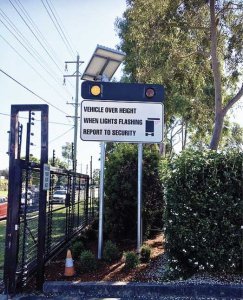 VEHICLE OVER HEIGHT
WHEN LIGHTS FLASHING
REPORT TO SECURITY